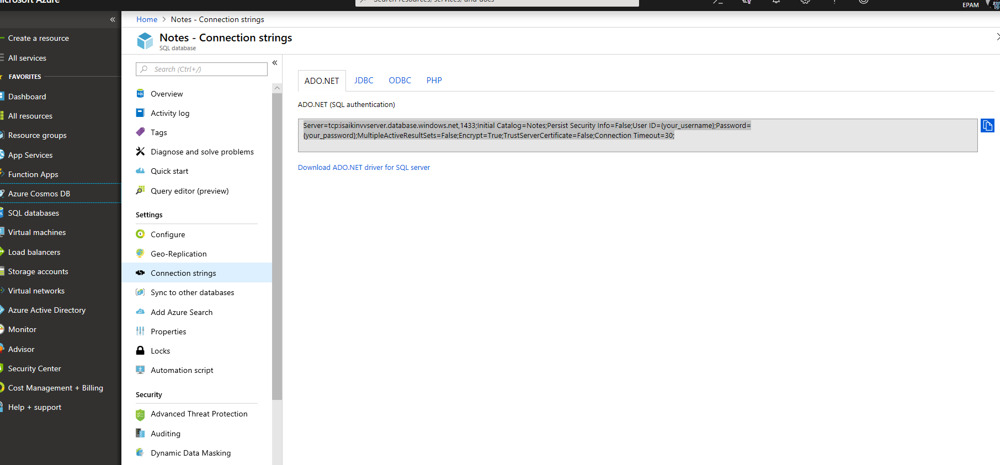 Microsoft Azure
Search resources, services, and docs
EPAM
Home > Notes - Connection strings
Notes - Connection strings
SQL database
Create a resource
All services
FAVORITES
Dashboard
All resources
Resource groups
App Services
Function Apps
Azure Cosmos DB
SQL databases
Virtual machines
Load balancers
Storage accounts
Virtual networks
Azure Active Directory
Monitor
Advisor
Security Center
Cost Management + Billing
Help + support
Search (Ctrl+/)
Overview
Activity log
Tags
Diagnose and solve problems
Quick start
Query editor (preview)
Settings
Configure
Geo-Replication
Connection strings
Sync to other databases
Add Azure Search
Properties
Locks
Automation script
Security
Advanced Threat Protection
Auditing
Dynamic Data Masking
ADO.NET JDBC ODBC PHP
ADO.NET (SQL authentication)
Server=tcp:isaikinvvserver.database.windows.net,1433;Initial Catalog=Notes;Persist Security Info=False;User ID={your_username};Password=
{your_password};MultipleActiveResultSets=False;Encrypt=True;TrustServerCertificate=False;Connection Timeout=30;
Download ADO.NET driver for SQL server